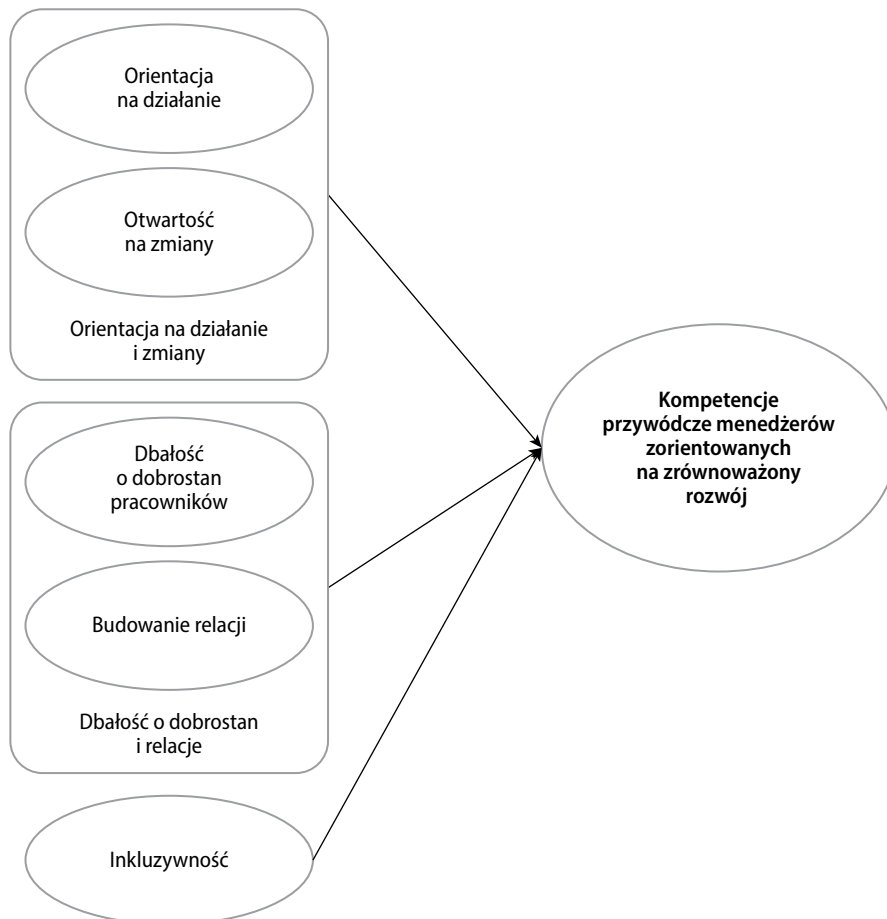 Orientacja
na działanie
Otwartość
na zmiany
Orientacja na działanie
i zmiany
Dbałość
o dobrostan
pracowników
Budowanie relacji
Dbałość o dobrostan
i relacje
Inkluzywność
Kompetencje
przywódcze menedżerów
zorientowanych
na zrównoważony
rozwój